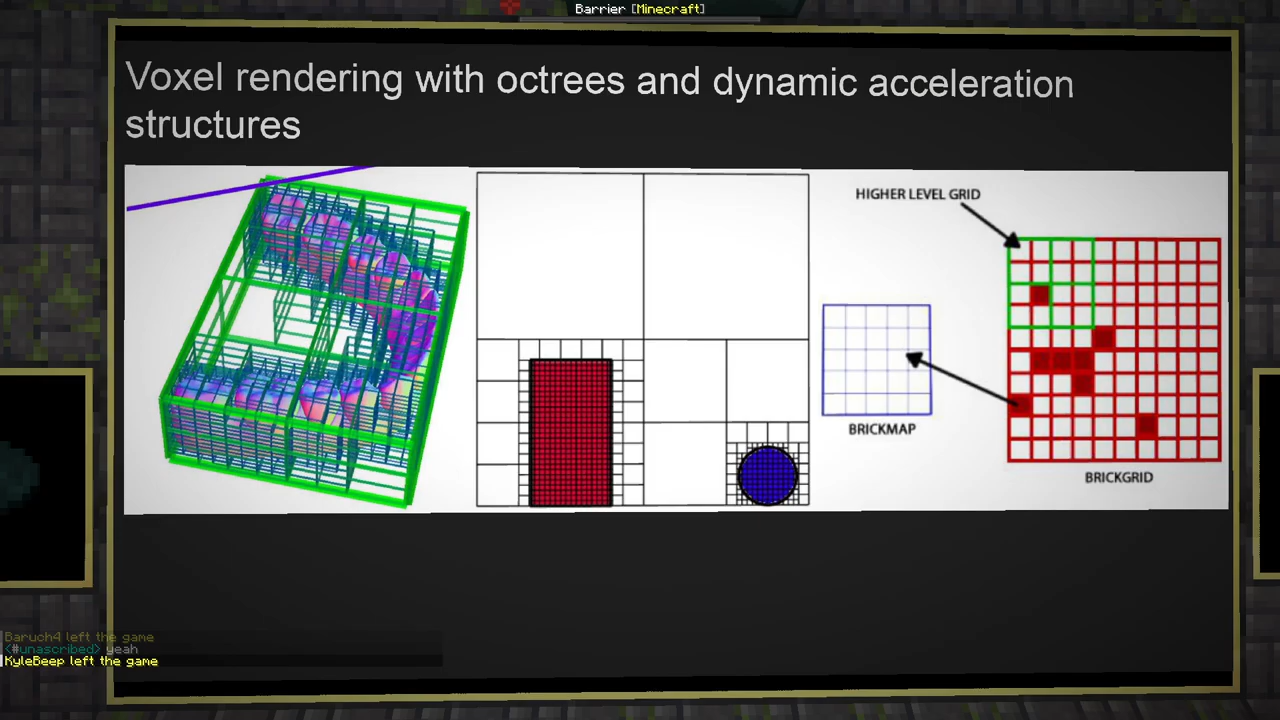 Barrier [Minecraft]
Voxel rendering with octrees and dynamic acceleration
structures
HIGHER LEVEL GRID
BRICKMAP
BRICKGRID
Baruch4 left the game
<#unascribed> yeah
KyleBeep left the game